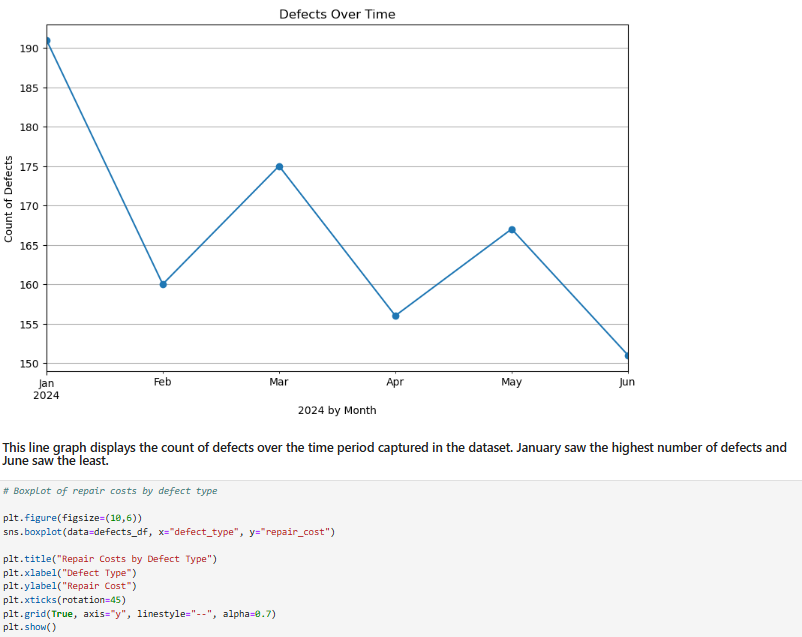 Defects Over Time
190
185
180
175
170
165
160
155
150
Count of Defects
Jan Feb Mar Apr May Jun
2024
2024 by Month
This line graph displays the count of defects over the time period captured in the dataset. January saw the highest number of defects and
June saw the least.
# Boxplot of repair costs by defect type
plt.figure(figsize=(10,6))
sns.boxplot(data=defects_df, x="defect_type", y="repair_cost")
plt.title("Repair Costs by Defect Type")
plt.xlabel("Defect Type")
plt.ylabel("Repair Cost")
plt.xticks(rotation=45)
plt.grid(True, axis="y", linestyle="--", alpha=0.7)
plt.show()